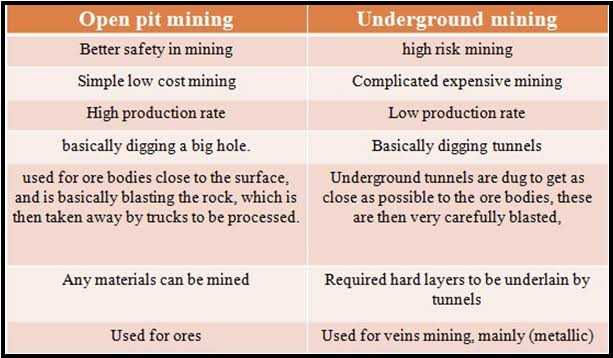 Open pit mining
Underground mining
Better safety in mining
high risk mining
Simple low cost mining
Complicated expensive mining
High production rate
Low production rate
basically digging a big hole.
Basically digging tunnels
used for ore bodies close to the surface,
and is basically blasting the rock, which is
then taken away by trucks to be processed.
Underground tunnels are dug to get as
close as possible to the ore bodies, these
are then very carefully blasted,
Any materials can be mined
Required hard layers to be underlain by
tunnels
Used for ores
Used for veins mining, mainly (metallic)